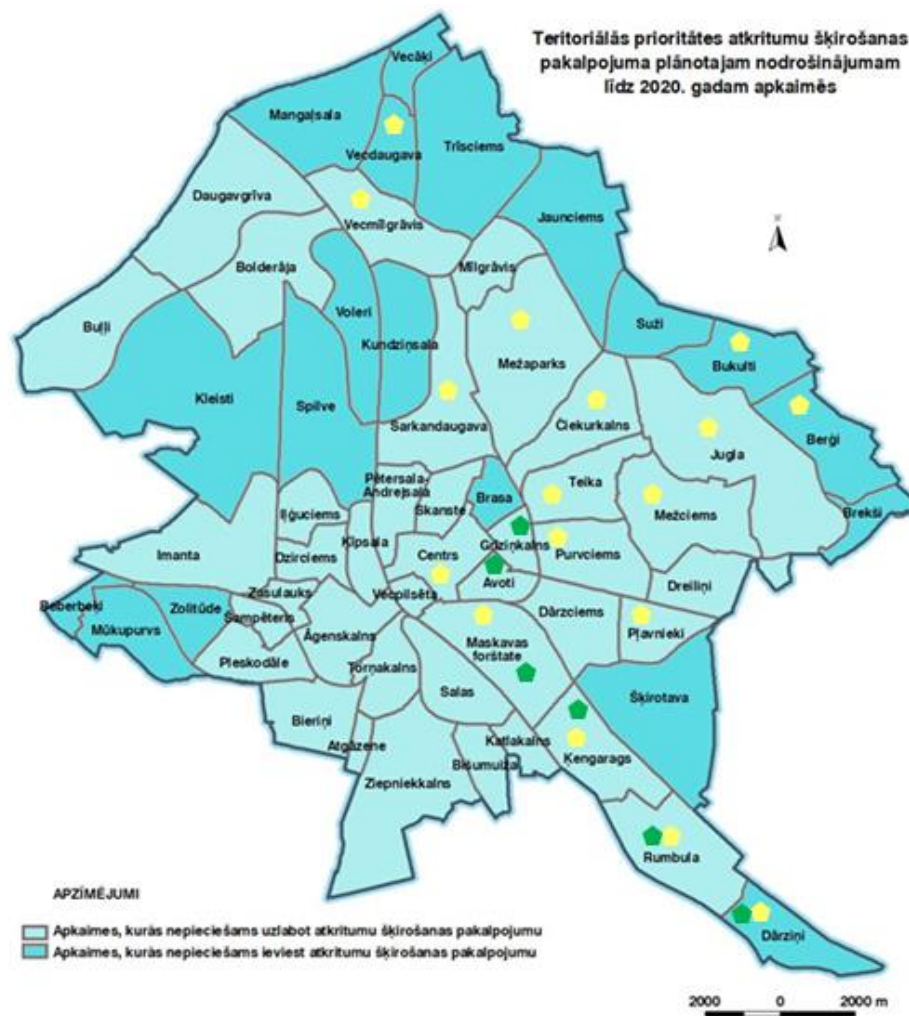 Teritoriālās prioritātes atkritumu šķirošanas
pakalpojuma plānotajam nodrošinājumam
līdz 2020. gadam apkaimēs
Vecāķi
Mangaļsala
Vecdaugava
Trīsciems
Daugavgrīva
Vecmīlgrāvis
Jaunciems
Bolderāja
Mīlgrāvis
Voleri
Suži
Buļļi
Kundziņsala
Bukulti
Mežaparks
Kleisti
Spilve
Sarkandaugava
Čiekurkalns
Jugla
Berģi
Pētersala-
Andrejsala
Skanste
Brasa
Teika
Mežciems
Brekši
Iļģuciems
Ķīpsala
Imanta
Dzirciems
Centrs
Grīziņkalns
Purvciems
Avoti
Dreiliņi
Zasulauks
Vecpilsēta
Beberbeķi
Zolitūde
Šampēteris
Mūkupurvs
Āgenskalns
Dārzciems
Pļavnieki
Maskavas
forštate
Pleskodāle
Torņakalns
Salas
Šķirotava
Bieriņi
Atgāzene
Katlakalns
Ķengarags
Bišumuiža
Ziepniekkalns
Rumbula
Dārziņi
APZĪMĒJUMI
Apkaimes, kurās nepieciešams uzlabot atkritumu šķirošanas pakalpojumu
Apkaimes, kurās nepieciešams ieviest atkritumu šķirošanas pakalpojumu
2000 0 2000 m